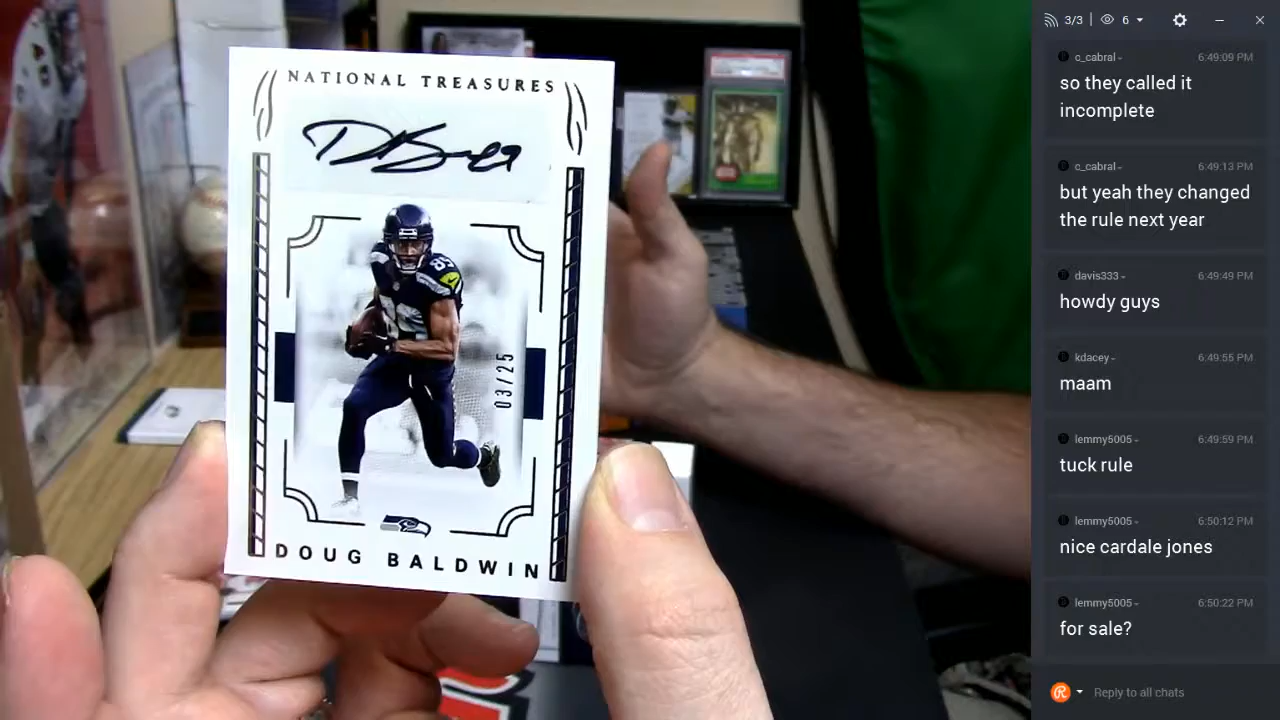 NATIONAL TREASURES
89
03/25
DOUG BALDWIN
3/3
6
c_cabral
6:49:09 PM
so they called it
incomplete
c_cabral
6:49:13 PM
but yeah they changed
the rule next year
davis333
6:49:49 PM
howdy guys
kdacey
6:49:55 PM
maam
lemmy5005
6:49:59 PM
tuck rule
lemmy5005
6:50:12 PM
nice cardale jones
lemmy5005
6:50:22 PM
for sale?
Reply to all chats